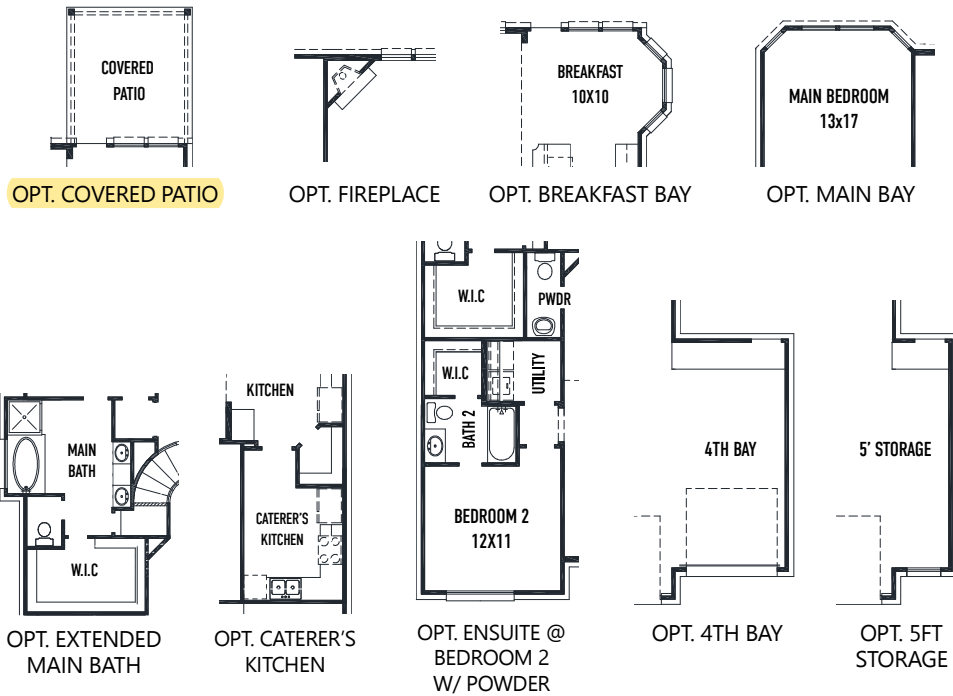 COVERED
PATIO
OPT. COVERED PATIO
OPT. FIREPLACE
BREAKFAST
10X10
OPT. BREAKFAST BAY
MAIN BEDROOM
13x17
OPT. MAIN BAY
MAIN
BATH
W.I.C
OPT. EXTENDED
MAIN BATH
KITCHEN
CATERER'S
KITCHEN
OPT. CATERER'S
KITCHEN
W.I.C
PWDR
W.I.C
UTILITY
BATH 2
BEDROOM 2
12X11
OPT. ENSUITE @
BEDROOM 2
W/ POWDER
4TH BAY
OPT. 4TH BAY
5' STORAGE
OPT. 5FT
STORAGE